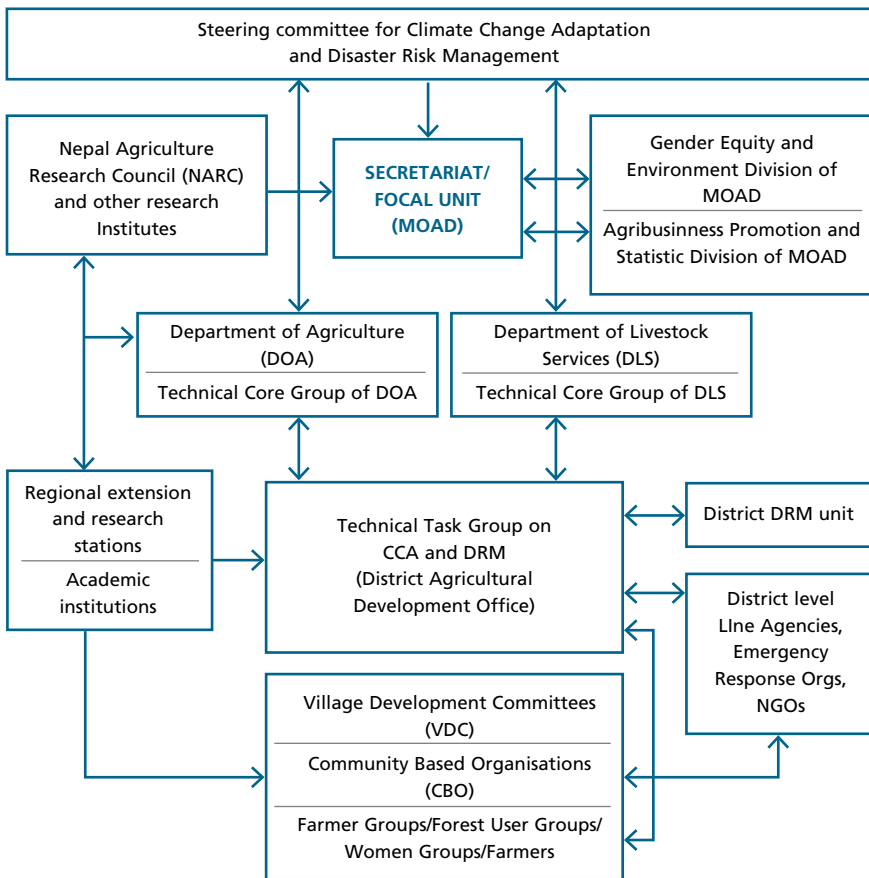 Steering committee for Climate Change Adaptation
and Disaster Risk Management
Nepal Agriculture
Research Council (NARC)
and other research
Institutes
SECRETARIAT/
FOCAL UNIT
(MOAD)
Gender Equity and
Environment Division of
MOAD
Agribusinness Promotion and
Statistic Division of MOAD
Department of Agriculture
(DOA)
Technical Core Group of DOA
Department of Livestock
Services (DLS)
Technical Core Group of DLS
Regional extension
and research
stations
Academic
institutions
Technical Task Group on
CCA and DRM
(District Agricultural
Development Office)
District DRM unit
District level
LIne Agencies,
Emergency
Response Orgs,
NGOs
Village Development Committees
(VDC)
Community Based Organisations
(CBO)
Farmer Groups/Forest User Groups/
Women Groups/Farmers